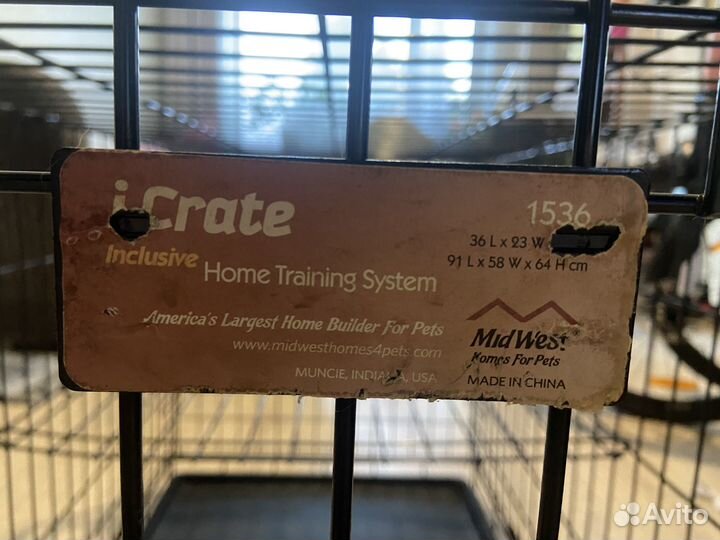 iCrate
1536
Inclusive
Home Training System
36 L x 23 W
91 L x 58 W x 64 H cm
America's Largest Home Builder For Pets
www.midwesthomes4pets.com
MUNCIE, INDIANA, USA
MidWest®
Homes For Pets
MADE IN CHINA
Avito